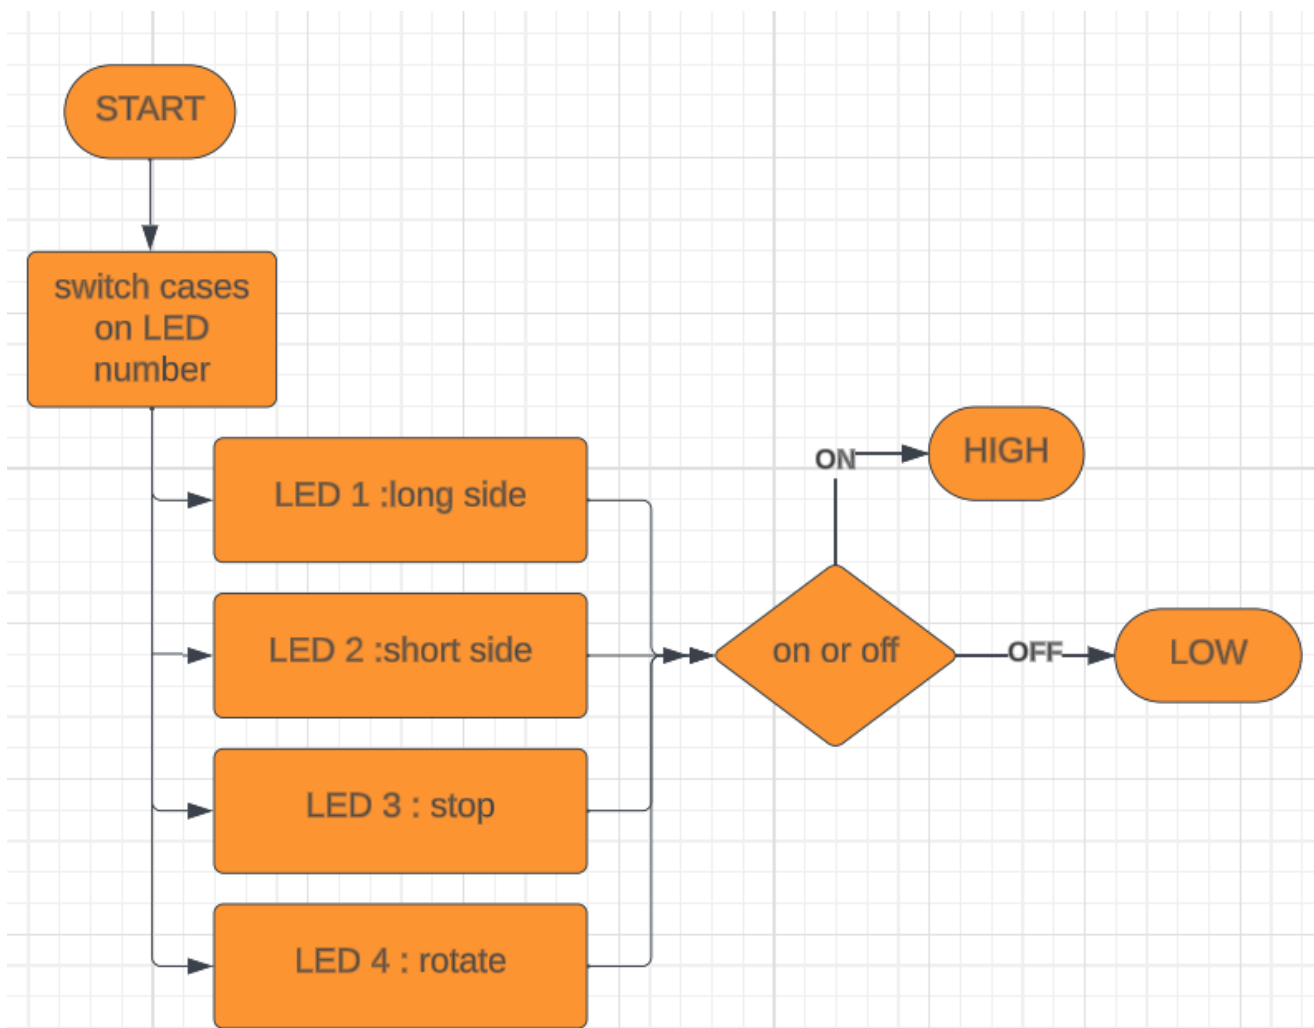 START
switch cases
on LED
number
LED 1 :long side
LED 2 :short side
LED 3 : stop
LED 4 : rotate
on or off
ON
HIGH
OFF
LOW